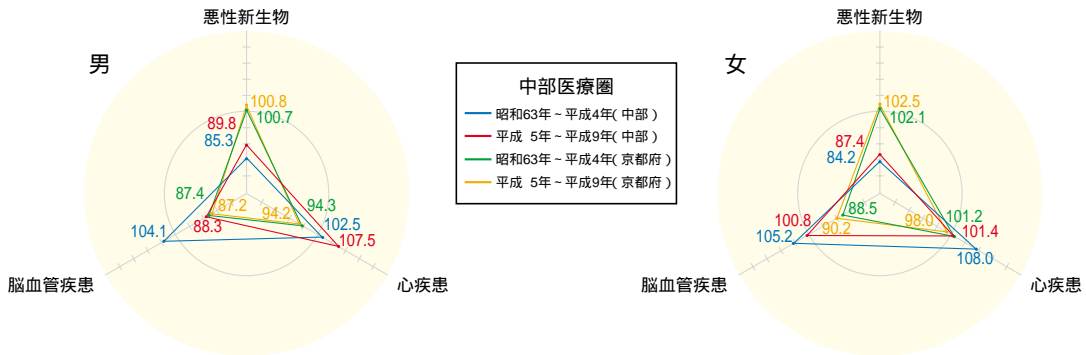 悪性新生物
男
100.8
100.7
89.8
85.3
87.4
87.2
94.2
94.3
102.5
107.5
88.3
104.1
脳血管疾患
心疾患
中部医療圏
昭和63年～平成4年(中部)
平成 5年～平成9年(中部)
昭和63年～平成4年(京都府)
平成 5年～平成9年(京都府)
悪性新生物
女
102.5
102.1
87.4
84.2
88.5
90.2
98.0
101.2
101.4
108.0
100.8
105.2
脳血管疾患
心疾患